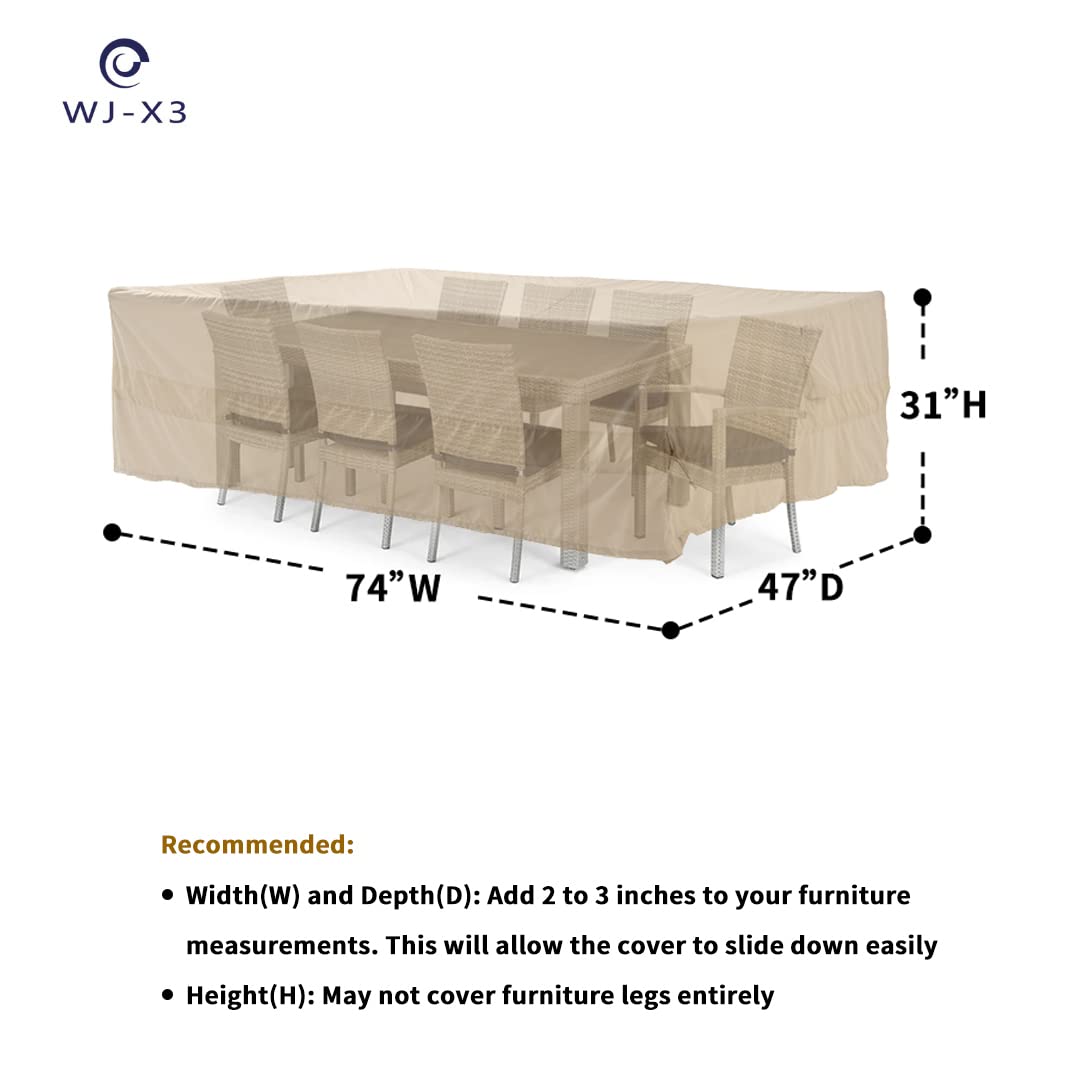 WJ-X3
31”H
74”W
47”D
Recommended:
• Width(W) and Depth(D): Add 2 to 3 inches to your furniture
measurements. This will allow the cover to slide down easily
• Height(H): May not cover furniture legs entirely